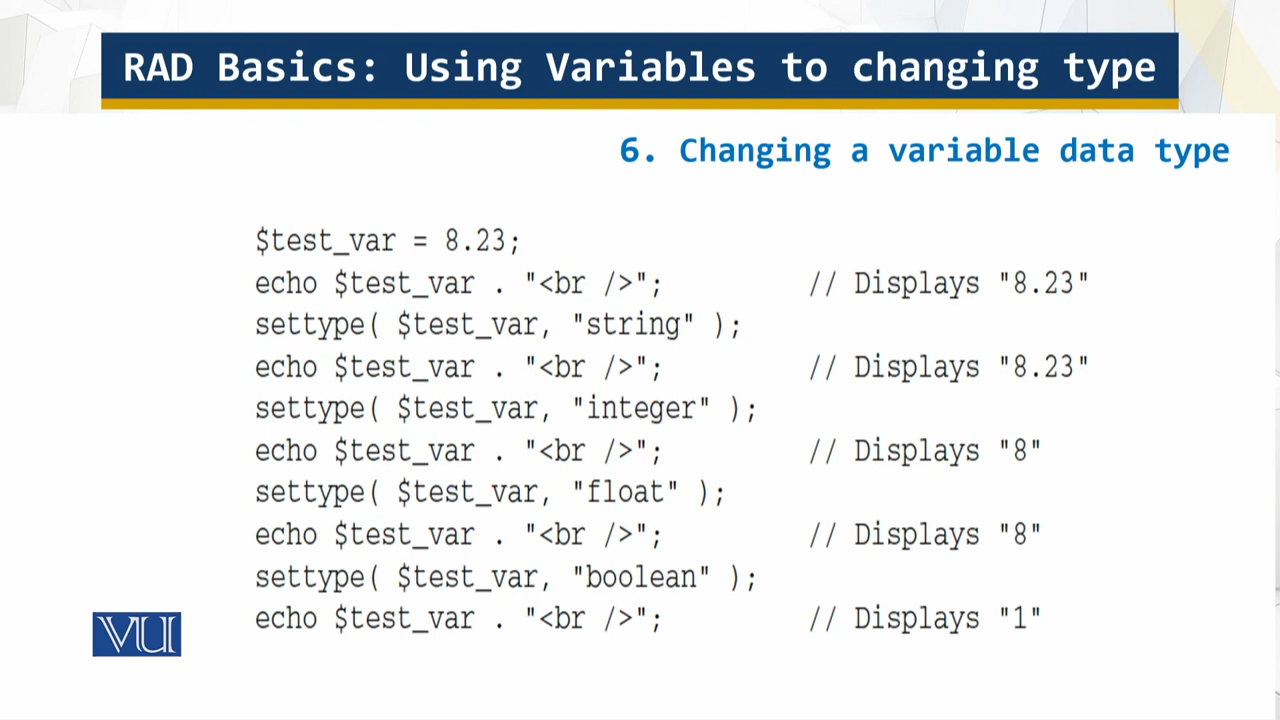 RAD Basics: Using Variables to changing type
6. Changing a variable data type
$test_var = 8.23;
echo $test_var . "<br />"; // Displays "8.23"
settype( $test_var, "string" );
echo $test_var . "<br />"; // Displays "8.23"
settype( $test_var, "integer" );
echo $test_var . "<br />"; // Displays "8"
settype( $test_var, "float" );
echo $test_var . "<br />"; // Displays "8"
settype( $test_var, "boolean" );
echo $test_var . "<br />"; // Displays "1"
VU